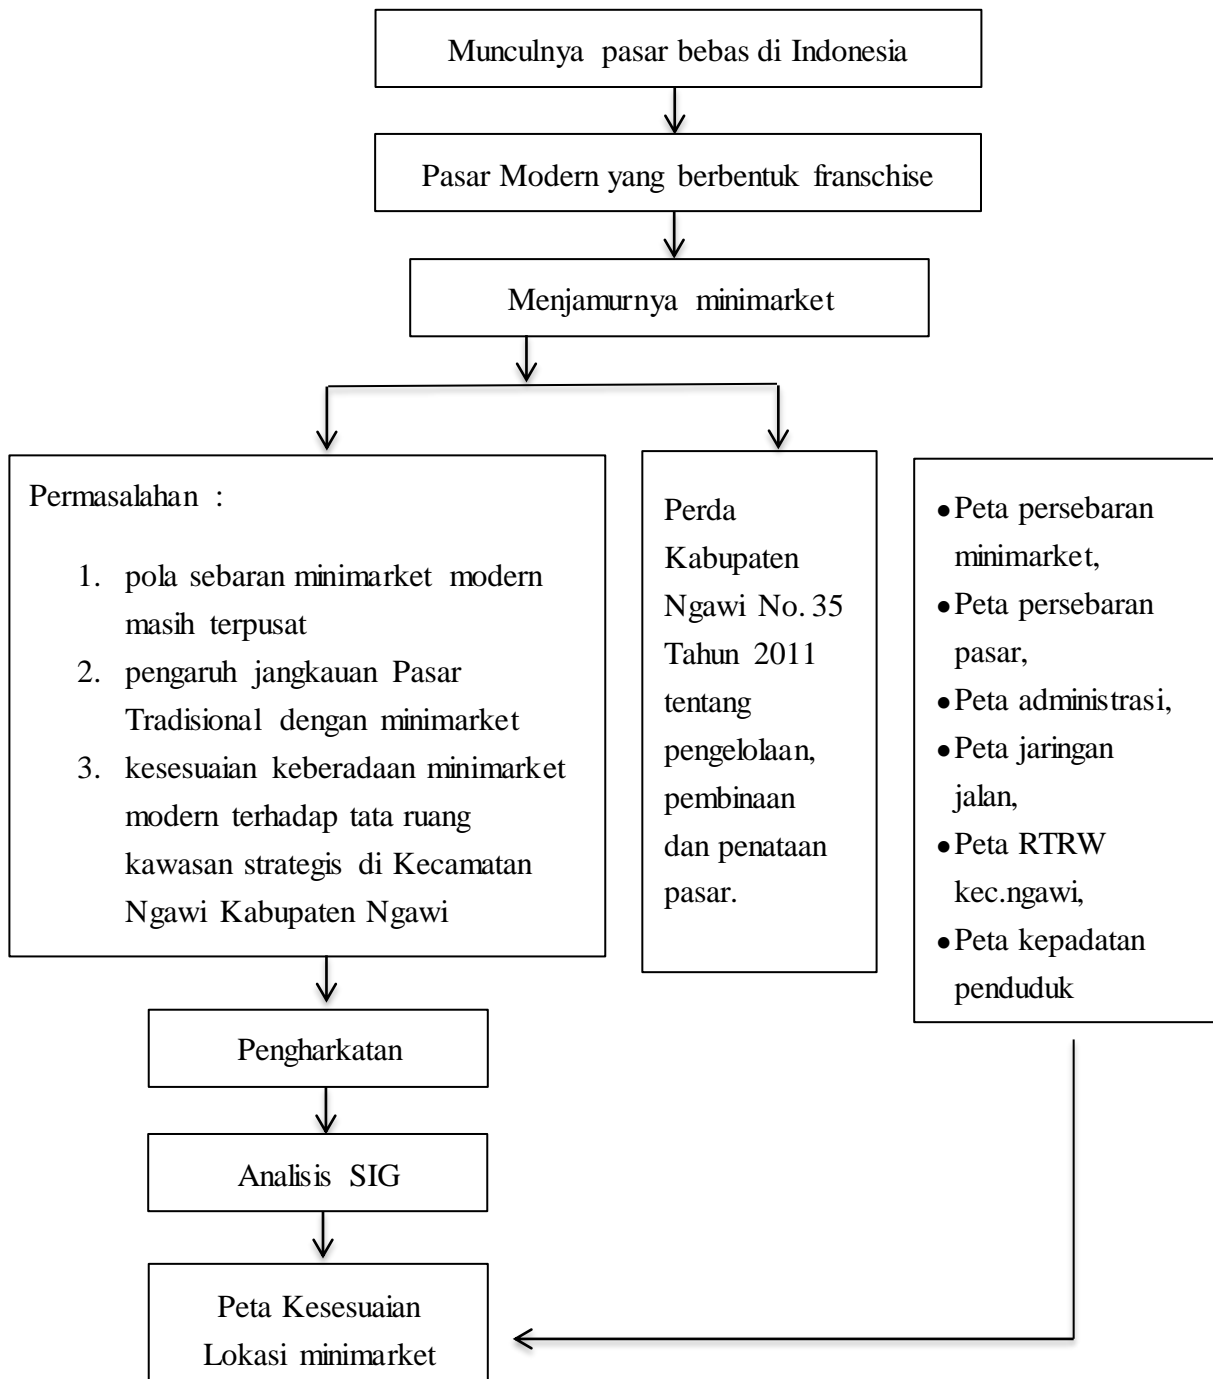 Munculnya pasar bebas di Indonesia
Pasar Modern yang berbentuk franschise
Menjamurnya minimarket
Permasalahan :
1. pola sebaran minimarket modern
masih terpusat
2. pengaruh jangkauan Pasar
Tradisional dengan minimarket
3. kesesuaian keberadaan minimarket
modern terhadap tata ruang
kawasan strategis di Kecamatan
Ngawi Kabupaten Ngawi
Perda
Kabupaten
Ngawi No. 35
Tahun 2011
tentang
pengelolaan,
pembinaan
dan penataan
pasar.
• Peta persebaran
minimarket,
• Peta persebaran
pasar,
• Peta administrasi,
• Peta jaringan
jalan,
• Peta RTRW
kec.ngawi,
• Peta kepadatan
penduduk
Pengharkatan
Analisis SIG
Peta Kesesuaian
Lokasi minimarket